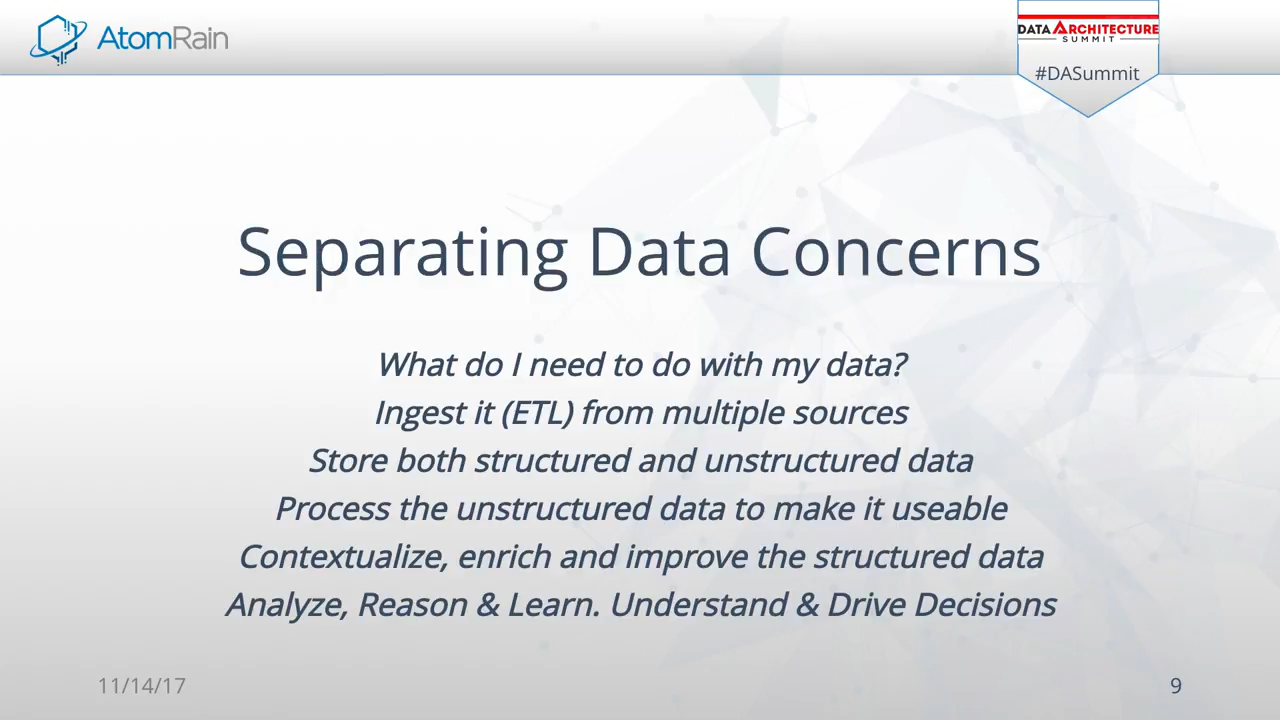 AtomRain
DATA ARCHITECTURE
SUMMIT
#DASummit
Separating Data Concerns
What do I need to do with my data?
Ingest it (ETL) from multiple sources
Store both structured and unstructured data
Process the unstructured data to make it useable
Contextualize, enrich and improve the structured data
Analyze, Reason & Learn. Understand & Drive Decisions
11/14/17
9